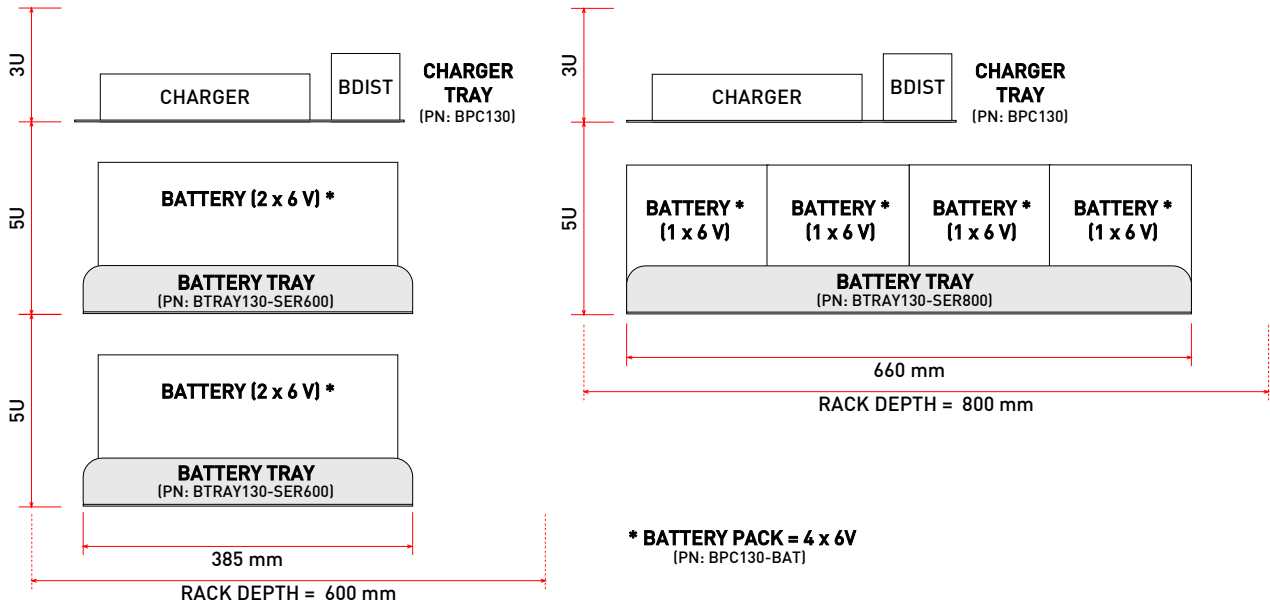 3U
CHARGER
BDIST
CHARGER
TRAY
(PN: BPC130)
5U
BATTERY (2 x 6 V) *
BATTERY TRAY
(PN: BTRAY130-SER600)
5U
BATTERY (2 x 6 V) *
BATTERY TRAY
(PN: BTRAY130-SER600)
385 mm
RACK DEPTH = 600 mm
3U
CHARGER
BDIST
CHARGER
TRAY
(PN: BPC130)
5U
BATTERY *
(1 x 6 V)
BATTERY *
(1 x 6 V)
BATTERY *
(1 x 6 V)
BATTERY *
(1 x 6 V)
BATTERY TRAY
(PN: BTRAY130-SER800)
660 mm
RACK DEPTH = 800 mm
* BATTERY PACK = 4 x 6V
(PN: BPC130-BAT)